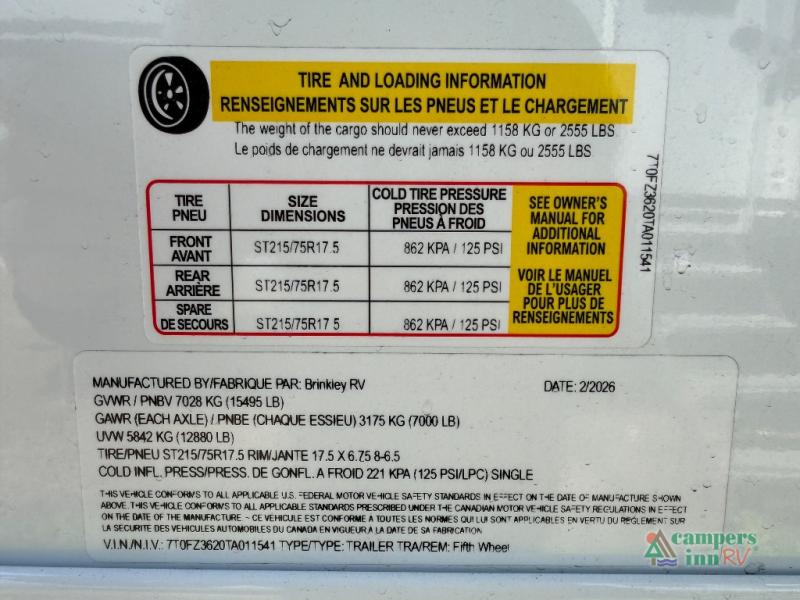 TIRE AND LOADING INFORMATION
RENSEIGNEMENTS SUR LES PNEUS ET LE CHARGEMENT
The weight of the cargo should never exceed 1158 KG or 2555 LBS
Le poids de chargement ne devrait jamais 1158 KG ou 2555 LBS
TIRE
PNEU
SIZE
DIMENSIONS
COLD TIRE PRESSURE
PRESSION DES
PNEUS À FROID
SEE OWNER'S
MANUAL FOR
ADDITIONAL
INFORMATION
VOIR LE MANUEL
DE L'USAGER
POUR PLUS DE
RENSEIGNEMENTS
FRONT
AVANT
ST215/75R17.5
862 KPA / 125 PSI
REAR
ARRIÈRE
ST215/75R17.5
862 KPA / 125 PSI
SPARE
DE SECOURS
ST215/75R17 5
862 KPA / 125 PSI
7T0FZ3620TA011541
MANUFACTURED BY/FABRIQUE PAR: Brinkley RV DATE: 2/2026
GVWR / PNBV 7028 KG (15495 LB)
GAWR (EACH AXLE) / PNBE (CHAQUE ESSIEU) 3175 KG (7000 LB)
UVW 5842 KG (12880 LB)
TIRE/PNEU ST215/75R17.5 RIM/JANTE 17.5 X 6.75 8-6.5
COLD INFL. PRESS/PRESS. DE GONFL. A FROID 221 KPA (125 PSI/LPC) SINGLE
THIS VEHICLE CONFORMS TO ALL APPLICABLE U.S. FEDERAL MOTOR VEHICLE SAFETY STANDARDS IN EFFECT ON THE DATE OF MANUFACTURE SHOWN
ABOVE. THIS VEHICLE CONFORMS TO ALL APPLICABLE STANDARDS PRESCRIBED UNDER THE CANADIAN MOTOR VEHICLE SAFETY REGULATIONS IN EFFECT
ON THE DATE OF THE MANUFACTURE ~ CE VEHICULE EST CONFORME A TOUTES LES NORMES QUI LUI SONT APPLICABLES EN VERTU DU REGLEMENT SUR
LA SECURITE DES VEHICULES AUTOMOBILES DU CANADA EN VIGUEUR A LA DATE DE SA FABRICATION
V.I.N./N.I.V.: 7T0FZ3620TA011541 TYPE/TYPE: TRAILER TRA/REM: Fifth Wheel
campers
inn RV